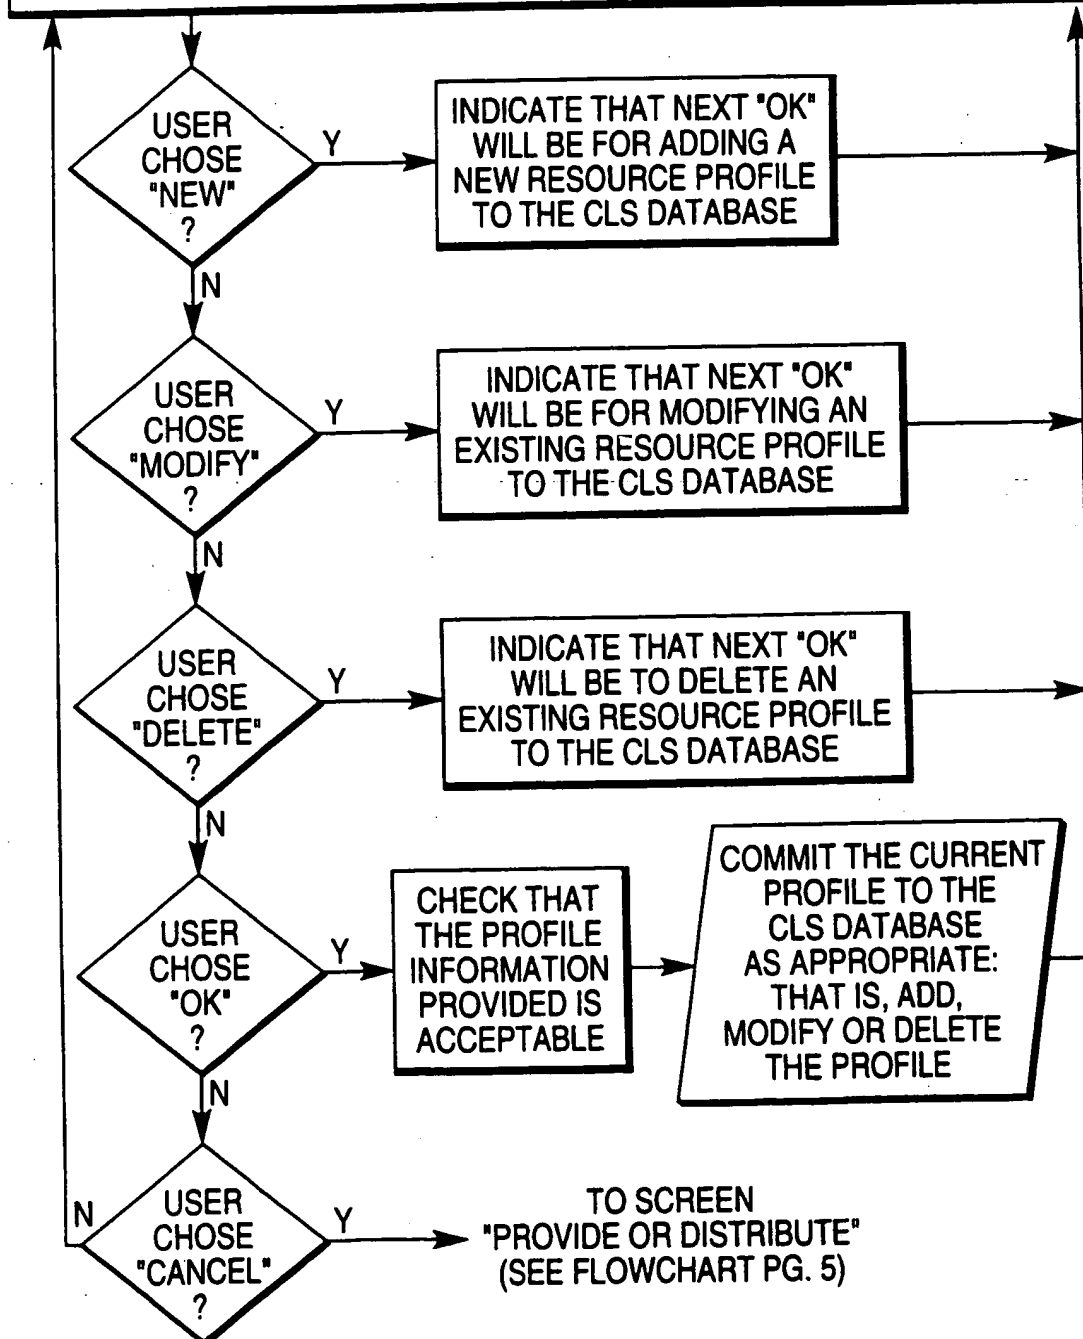 USER
CHOSE
"NEW"
?
Y
INDICATE THAT NEXT "OK"
WILL BE FOR ADDING A
NEW RESOURCE PROFILE
TO THE CLS DATABASE
N
USER
CHOSE
"MODIFY"
?
Y
INDICATE THAT NEXT "OK"
WILL BE FOR MODIFYING AN
EXISTING RESOURCE PROFILE
TO THE CLS DATABASE
N
USER
CHOSE
"DELETE"
?
Y
INDICATE THAT NEXT "OK"
WILL BE TO DELETE AN
EXISTING RESOURCE PROFILE
TO THE CLS DATABASE
N
USER
CHOSE
"OK"
?
Y
CHECK THAT
THE PROFILE
INFORMATION
PROVIDED IS
ACCEPTABLE
COMMIT THE CURRENT
PROFILE TO THE
CLS DATABASE
AS APPROPRIATE:
THAT IS, ADD,
MODIFY OR DELETE
THE PROFILE
N
USER
CHOSE
"CANCEL"
?
N
Y
TO SCREEN
"PROVIDE OR DISTRIBUTE"
(SEE FLOWCHART PG. 5)